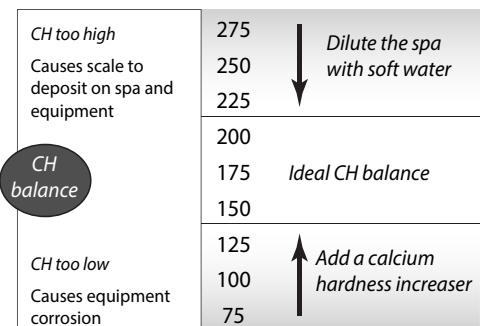 CH too high
Causes scale to
deposit on spa and
equipment
CH
balance
CH too low
Causes equipment
corrosion
275
250
225
200
175
150
125
100
75
Dilute the spa
with soft water
Ideal CH balance
Add a calcium
hardness increaser